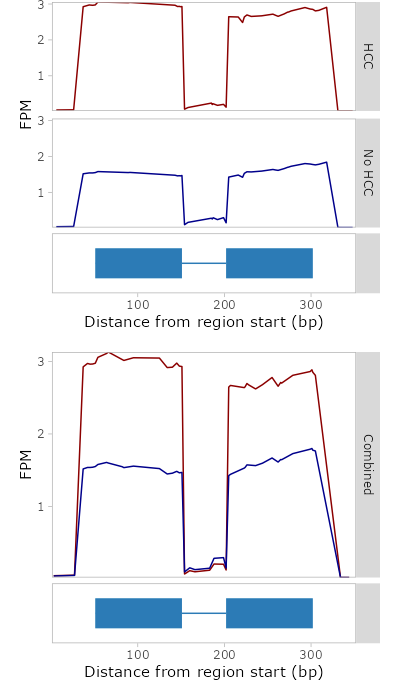 3
2
1
HCC
FPM
3
2
1
No HCC
100 200 300
Distance from region start (bp)
3
2
1
FPM
Combined
100 200 300
Distance from region start (bp)